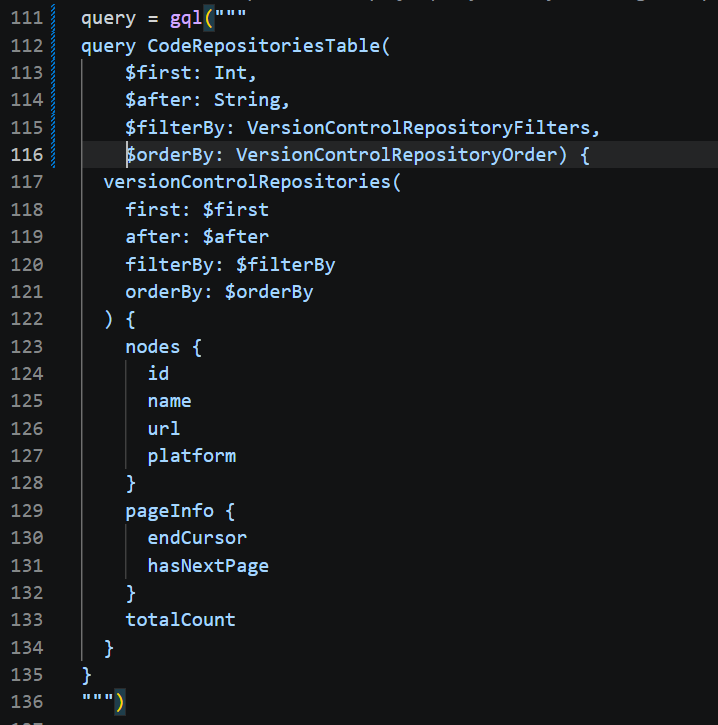 111 query = gql("""
112 query CodeRepositoriesTable(
113     $first: Int,
114     $after: String,
115     $filterBy: VersionControlRepositoryFilters,
116     $orderBy: VersionControlRepositoryOrder) {
117   versionControlRepositories(
118     first: $first
119     after: $after
120     filterBy: $filterBy
121     orderBy: $orderBy
122   ) {
123     nodes {
124       id
125       name
126       url
127       platform
128     }
129     pageInfo {
130       endCursor
131       hasNextPage
132     }
133     totalCount
134   }
135 }
136 """)